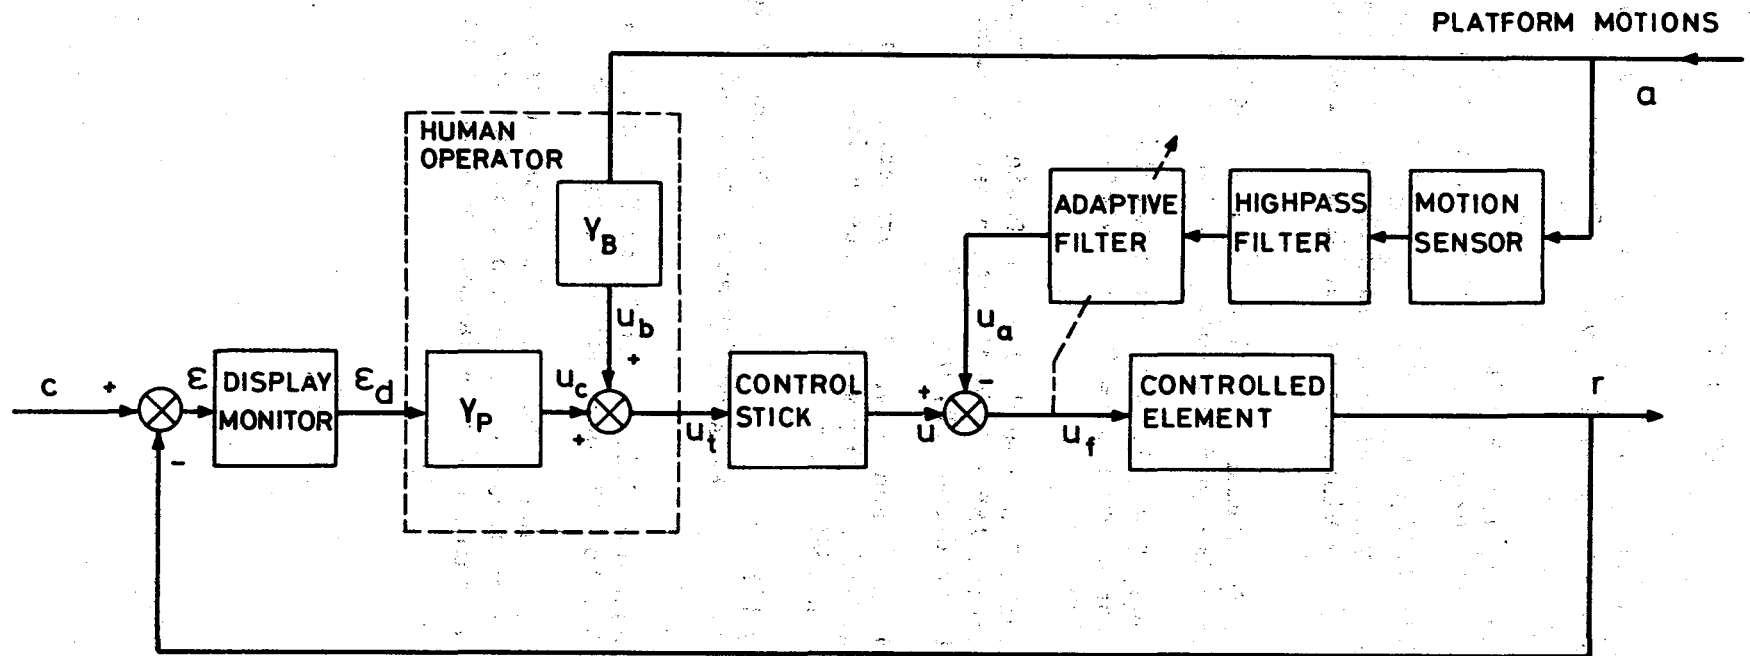 PLATFORM MOTIONS
a
HUMAN
OPERATOR
Y_B
u_b
+
ADAPTIVE
FILTER
HIGHPASS
FILTER
MOTION
SENSOR
u_a
-
c
+
-
ε
DISPLAY
MONITOR
ε_d
Y_P
u_c
+
u_t
CONTROL
STICK
+
u
u_f
CONTROLLED
ELEMENT
r